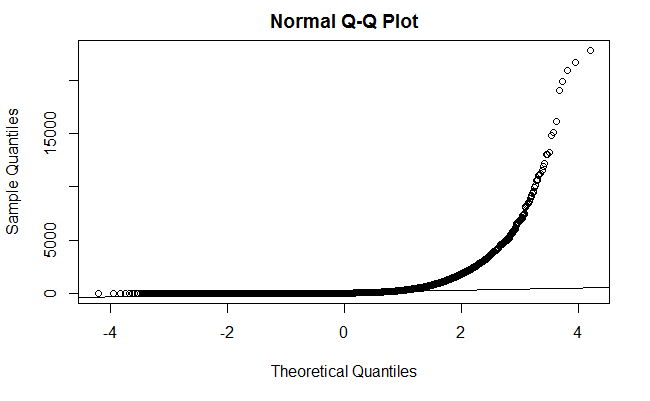 Normal Q-Q Plot
Sample Quantiles
15000
5000
0
-4 -2 0 2 4
Theoretical Quantiles